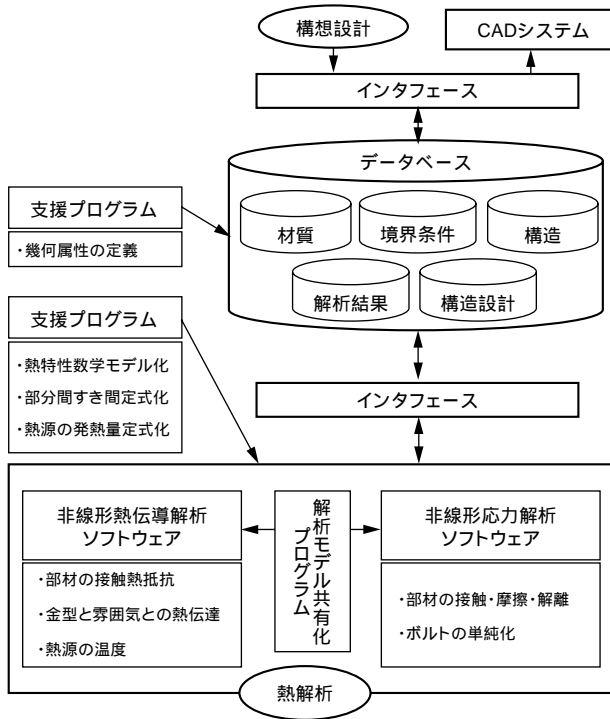 構想設計
CADシステム
インタフェース
データベース
材質
境界条件
構造
解析結果
構造設計
支援プログラム
・幾何属性の定義
支援プログラム
・熱特性数学モデル化
・部分間すき間定式化
・熱源の発熱量定式化
インタフェース
非線形熱伝導解析
ソフトウェア
・部材の接触熱抵抗
・金型と雰囲気との熱伝達
・熱源の温度
解析モデル共有化
プログラム
非線形応力解析
ソフトウェア
・部材の接触・摩擦・解離
・ボルトの単純化
熱解析